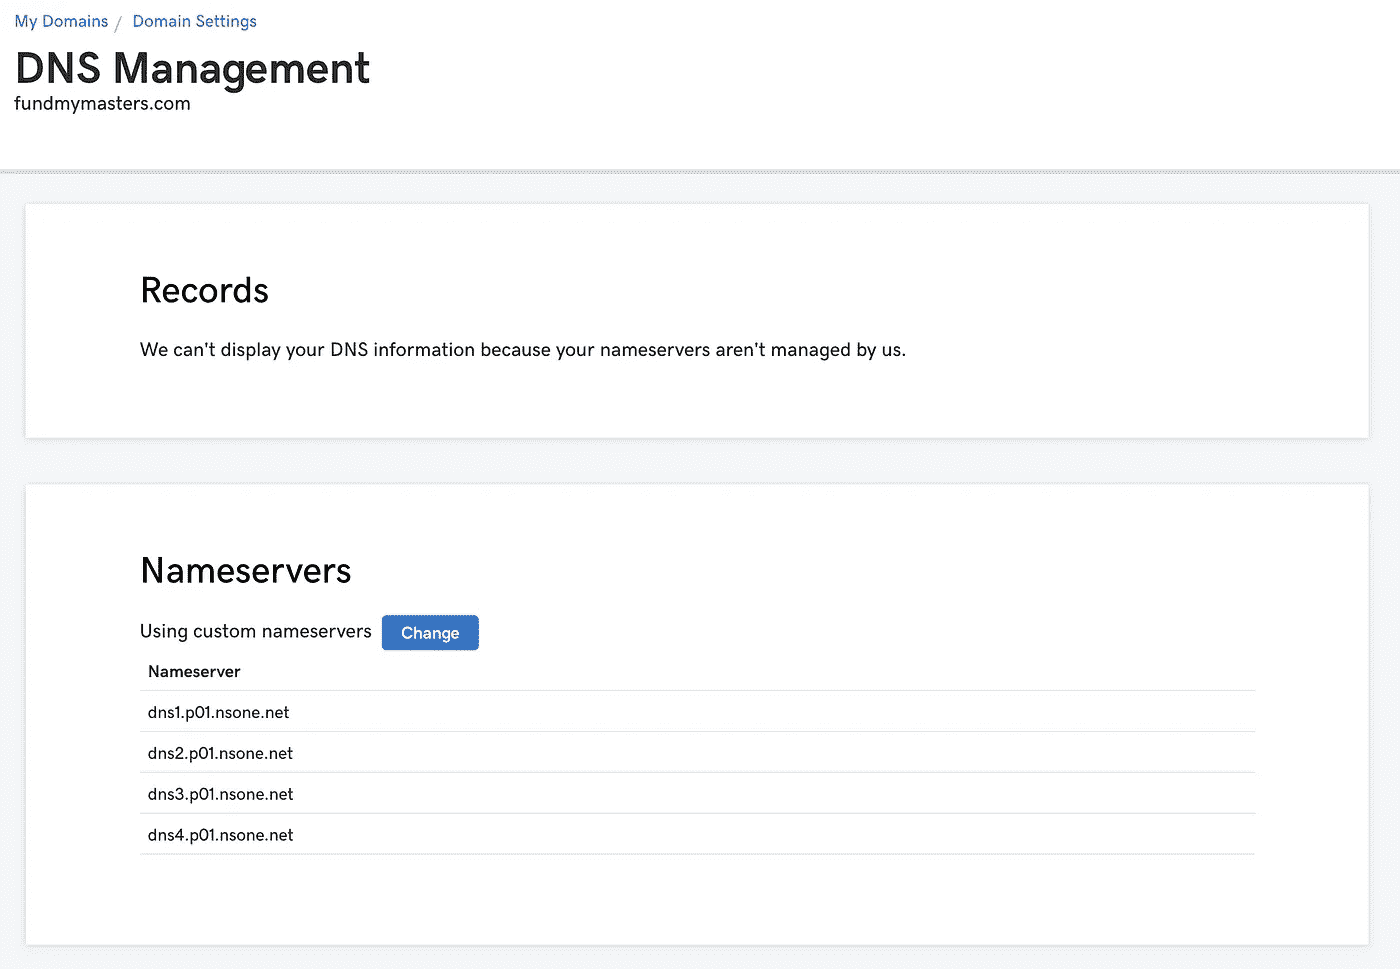 My Domains / Domain Settings
DNS Management
fundmymasters.com
Records
We can't display your DNS information because your nameservers aren't managed by us.
Nameservers
Using custom nameservers Change
Nameserver
dns1.p01.nsone.net
dns2.p01.nsone.net
dns3.p01.nsone.net
dns4.p01.nsone.net